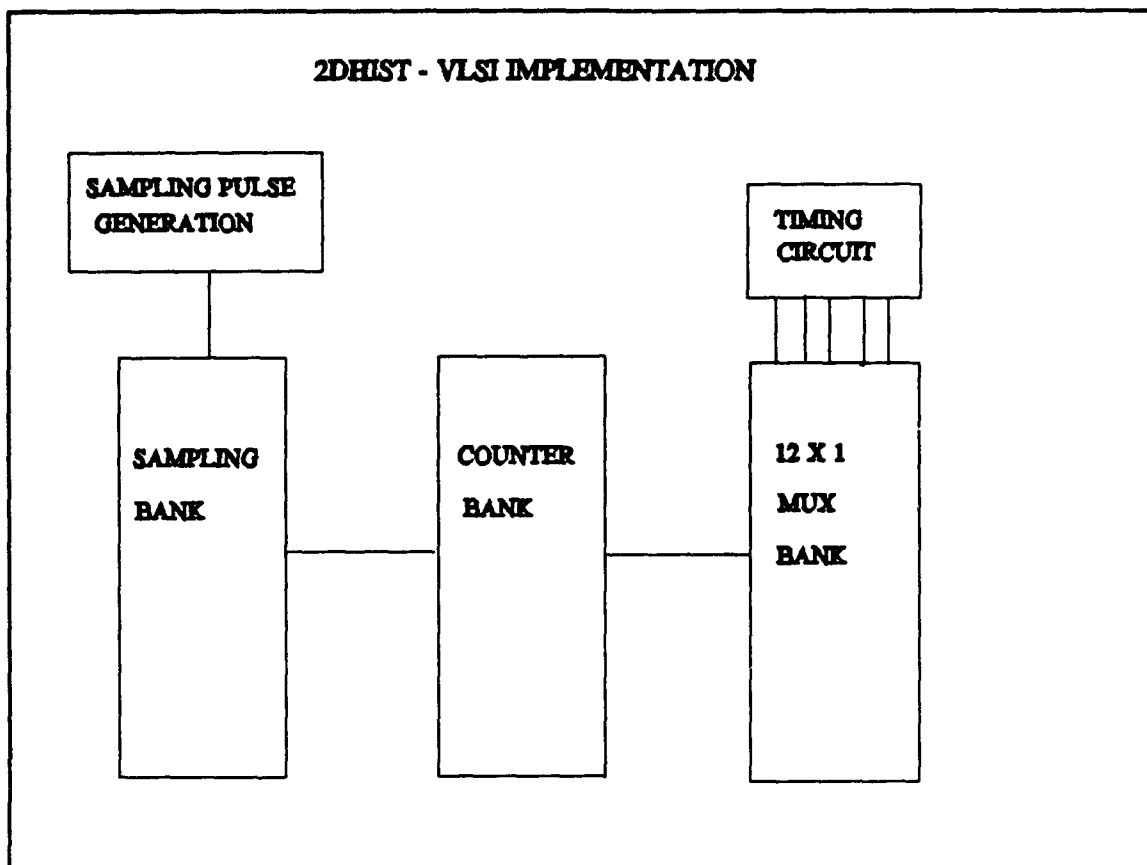 2DHIST - VLSI IMPLEMENTATION
SAMPLING PULSE
GENERATION
TIMING
CIRCUIT
SAMPLING
BANK
COUNTER
BANK
12 X 1
MUX
BANK